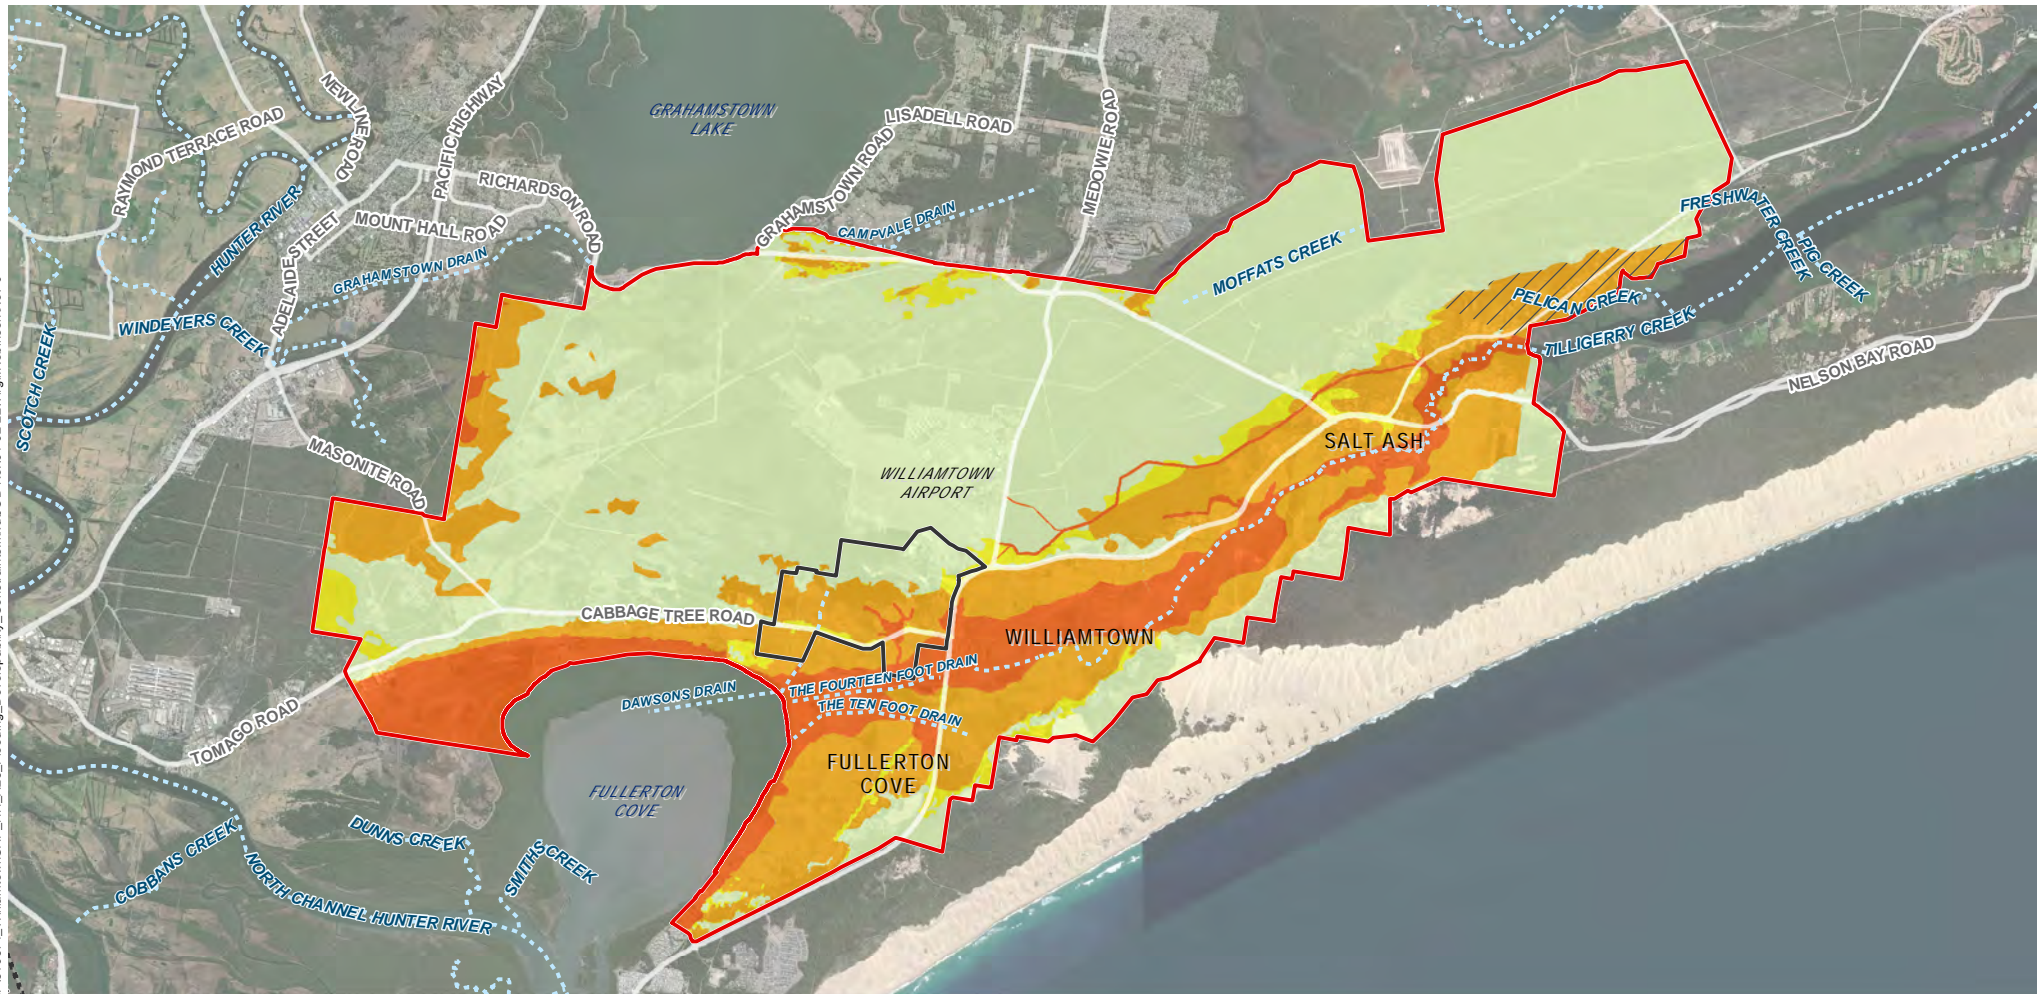 GRAHAMSTOWN
LAKE
NEWLINE ROAD
PACIFIC HIGHWAY
RAYMOND TERRACE ROAD
LISADELL ROAD
MEDOWIE ROAD
GRAHAMSTOWN ROAD
RICHARDSON ROAD
MOUNT HALL ROAD
CAMPVALE DRAIN
HUNTER RIVER
ADELAIDE STREET
GRAHAMSTOWN DRAIN
FRESHWATER CREEK
PIG CREEK
MOFFATS CREEK
PELICAN CREEK
TILLIGERRY CREEK
WINDEYERS CREEK
SCOTCH CREEK
NELSON BAY ROAD
MASONITE ROAD
SALT ASH
WILLIAMTOWN
AIRPORT
CABBAGE TREE ROAD
WILLIAMTOWN
THE FOURTEEN FOOT DRAIN
DAWSONS DRAIN
THE TEN FOOT DRAIN
TOMAGO ROAD
FULLERTON
COVE
FULLERTON
COVE
DUNNS CREEK
SMITHS CREEK
COBBANS CREEK
NORTH CHANNEL HUNTER RIVER